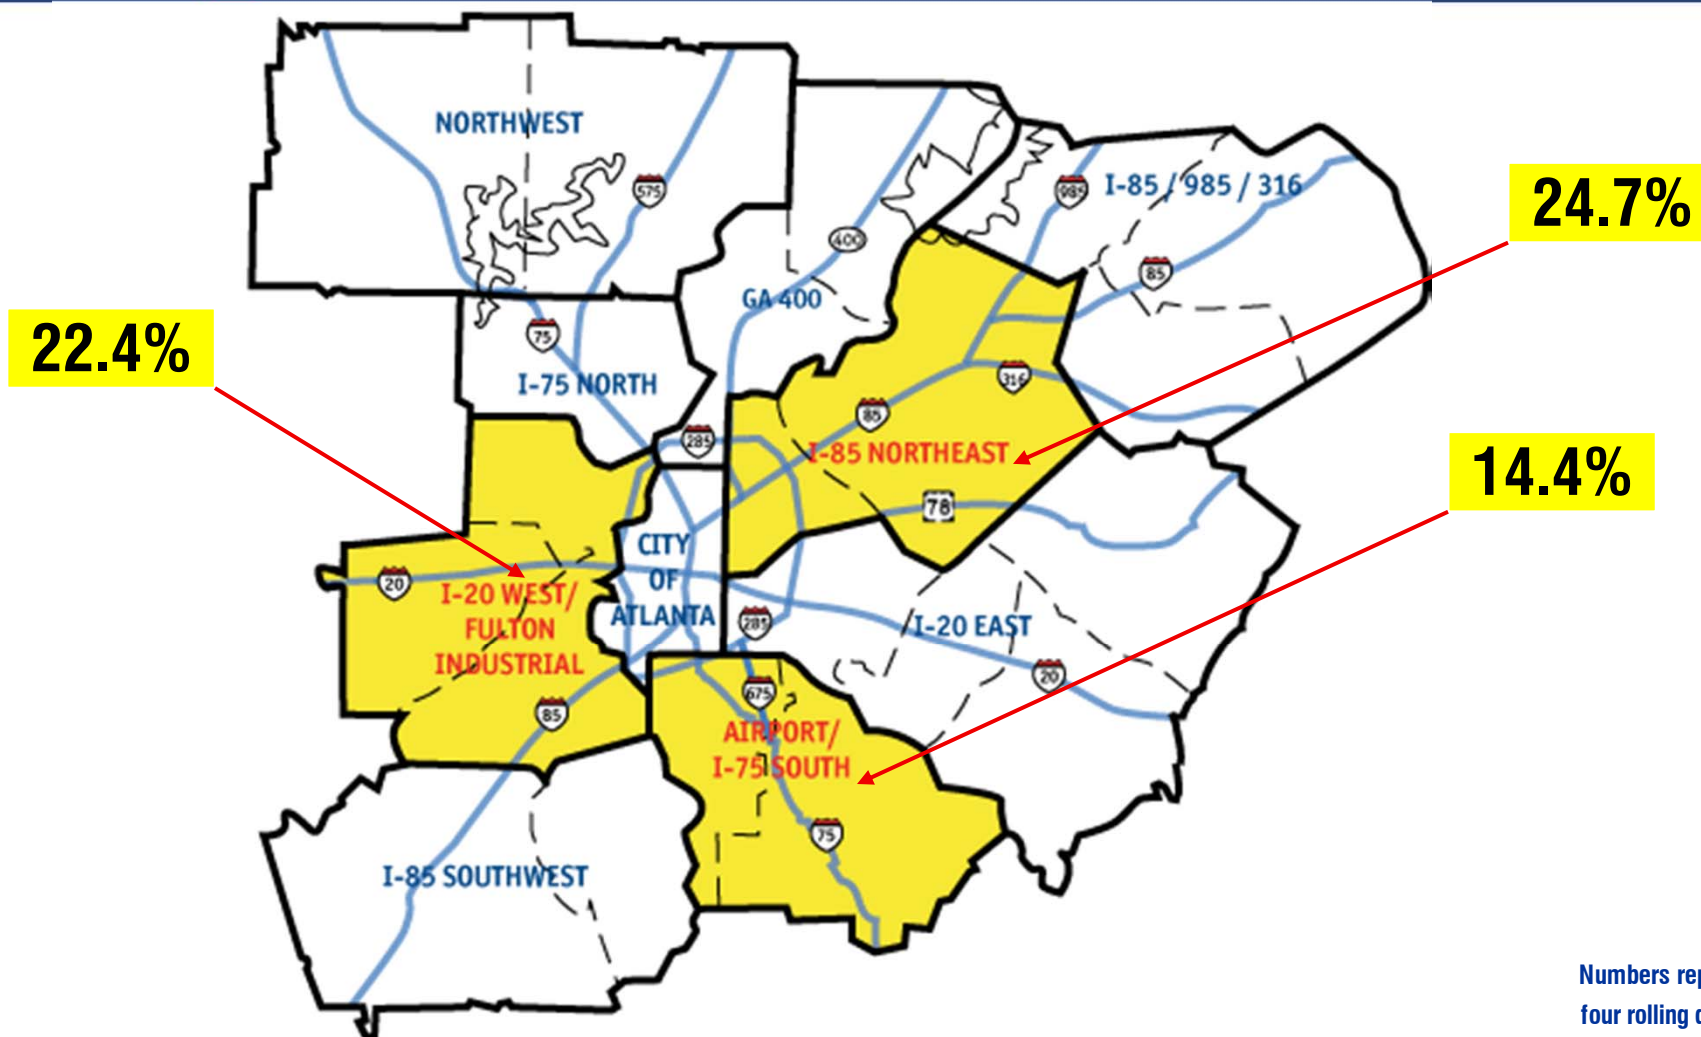 NORTHWEST
575
985
I-85 / 985 / 316
24.7%
400
85
GA 400
22.4%
75
I-75 NORTH
316
85
285
I-85 NORTHEAST
14.4%
78
CITY
OF
ATLANTA
20
I-20 WEST/
FULTON
INDUSTRIAL
285
I-20 EAST
20
675
85
AIRPORT/
I-75 SOUTH
75
I-85 SOUTHWEST
Numbers rep
four rolling